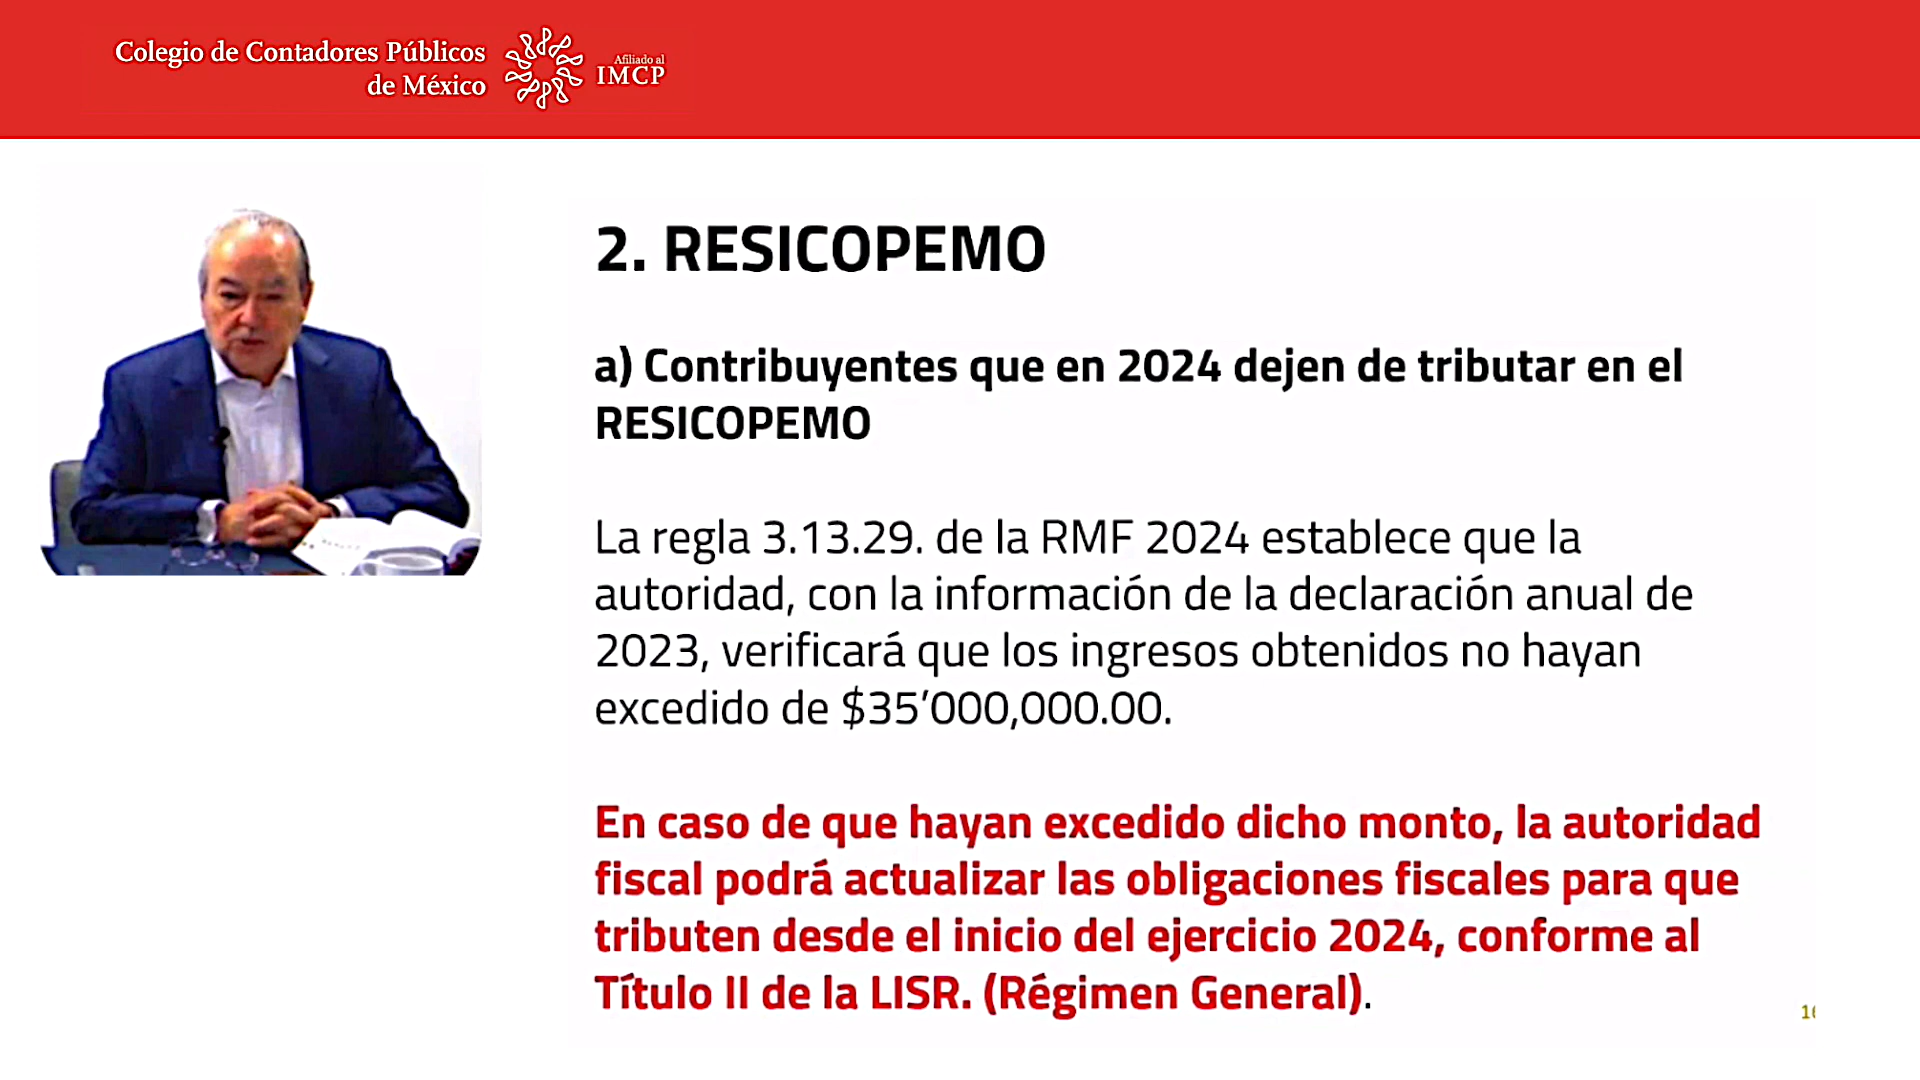 Colegio de Contadores Públicos
de México
Afiliado al
IMCP
2. RESICOPEMO
a) Contribuyentes que en 2024 dejen de tributar en el
RESICOPEMO
La regla 3.13.29. de la RMF 2024 establece que la
autoridad, con la información de la declaración anual de
2023, verificará que los ingresos obtenidos no hayan
excedido de $35’000,000.00.
En caso de que hayan excedido dicho monto, la autoridad
fiscal podrá actualizar las obligaciones fiscales para que
tributen desde el inicio del ejercicio 2024, conforme al
Título II de la LISR. (Régimen General).